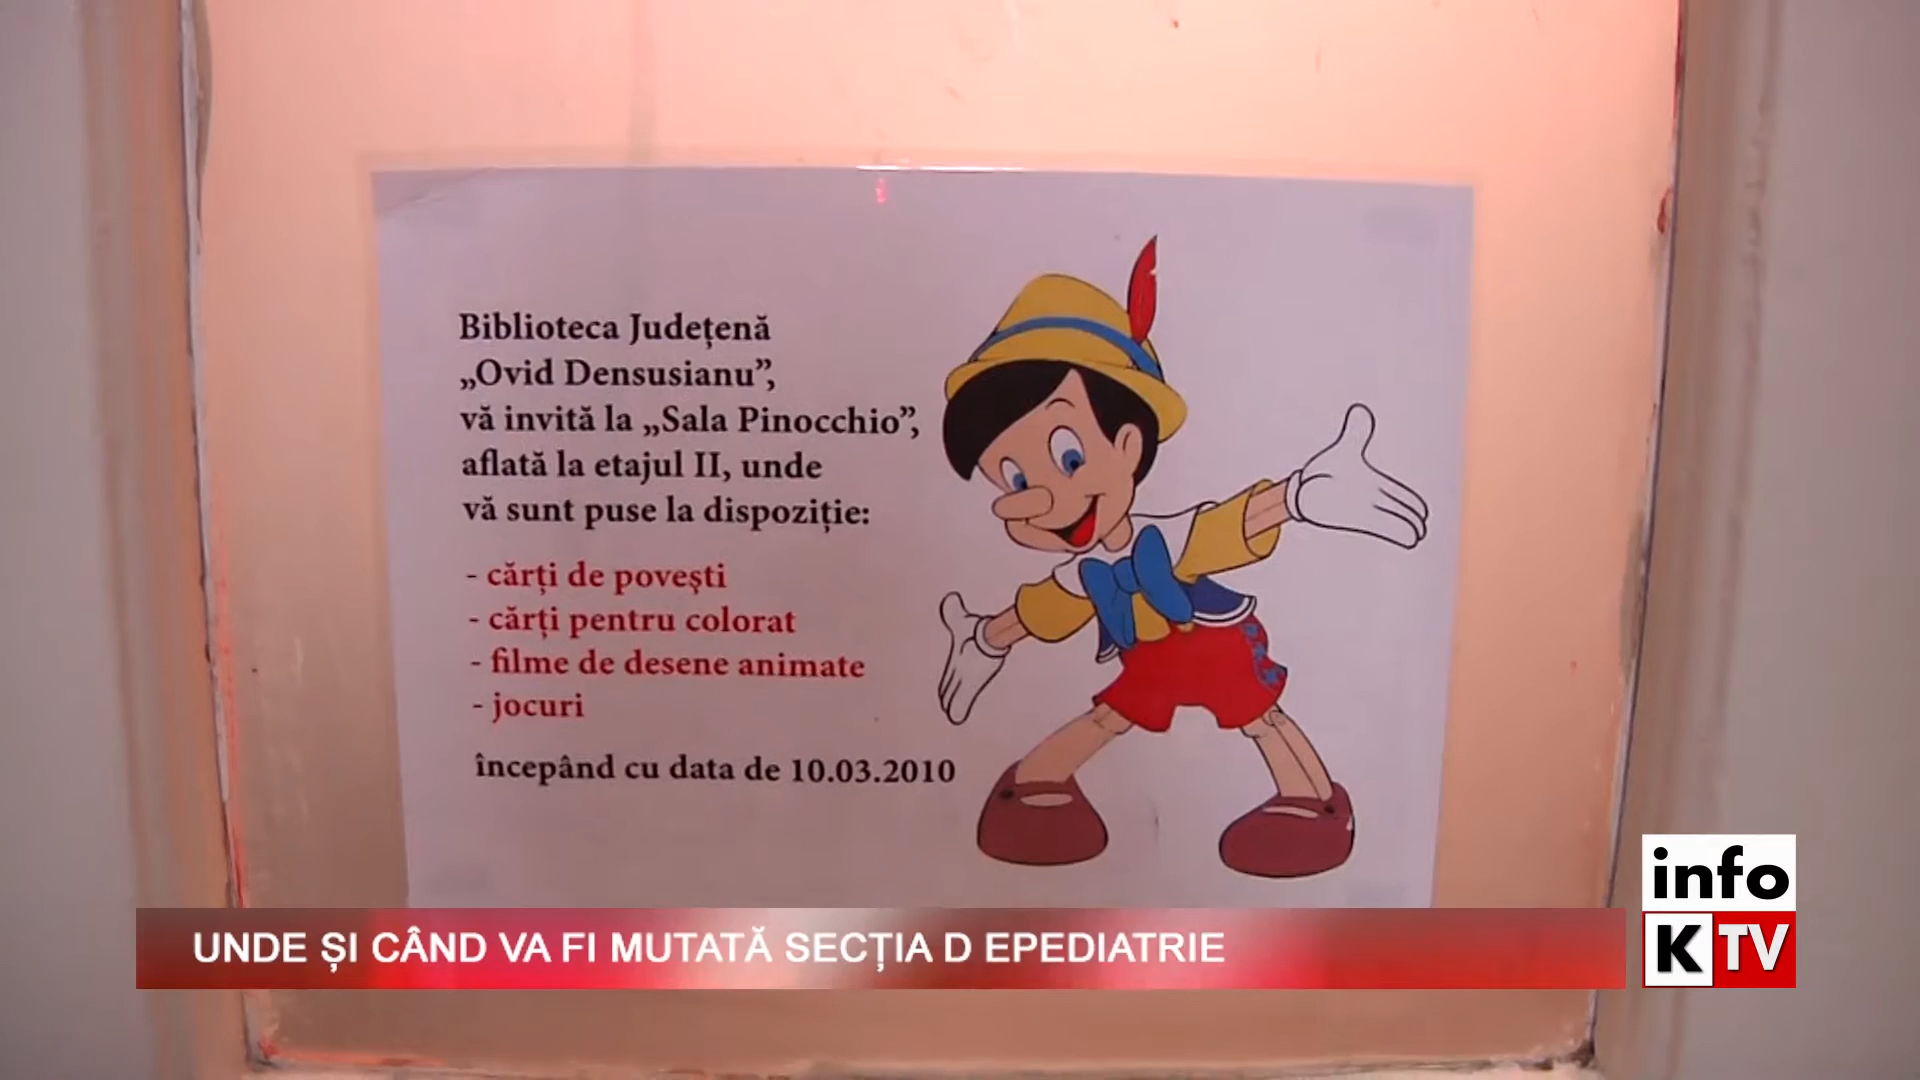 Biblioteca Județenă
„Ovid Densusianu”,
vă invită la „Sala Pinocchio”,
aflată la etajul II, unde
vă sunt puse la dispoziție:
- cărți de povești
- cărți pentru colorat
- filme de desene animate
- jocuri
începând cu data de 10.03.2010
UNDE ȘI CÂND VA FI MUTATĂ SECȚIA D EPEDIATRIE
info
K TV